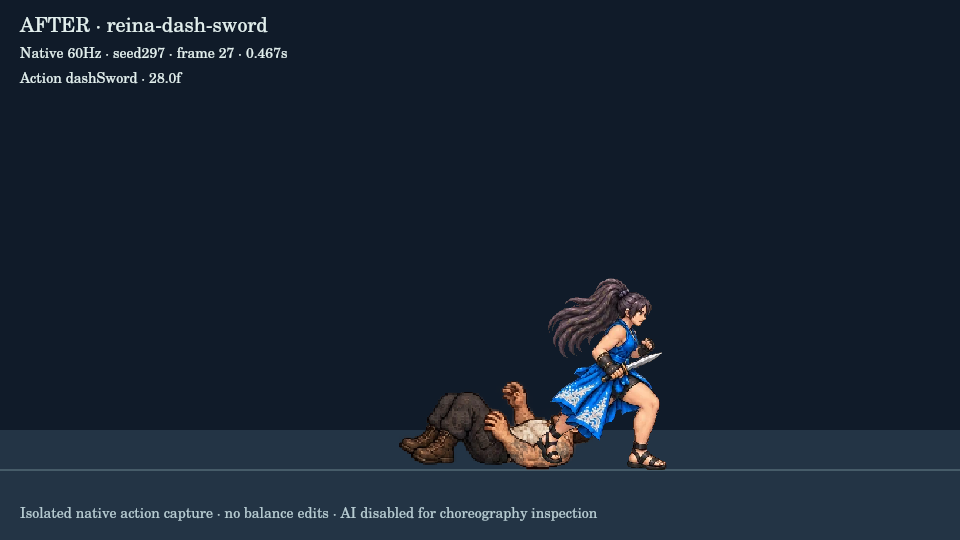 AFTER · reina-dash-sword
Native 60Hz · seed297 · frame 27 · 0.467s
Action dashSword · 28.0f
Isolated native action capture · no balance edits · AI disabled for choreography inspection